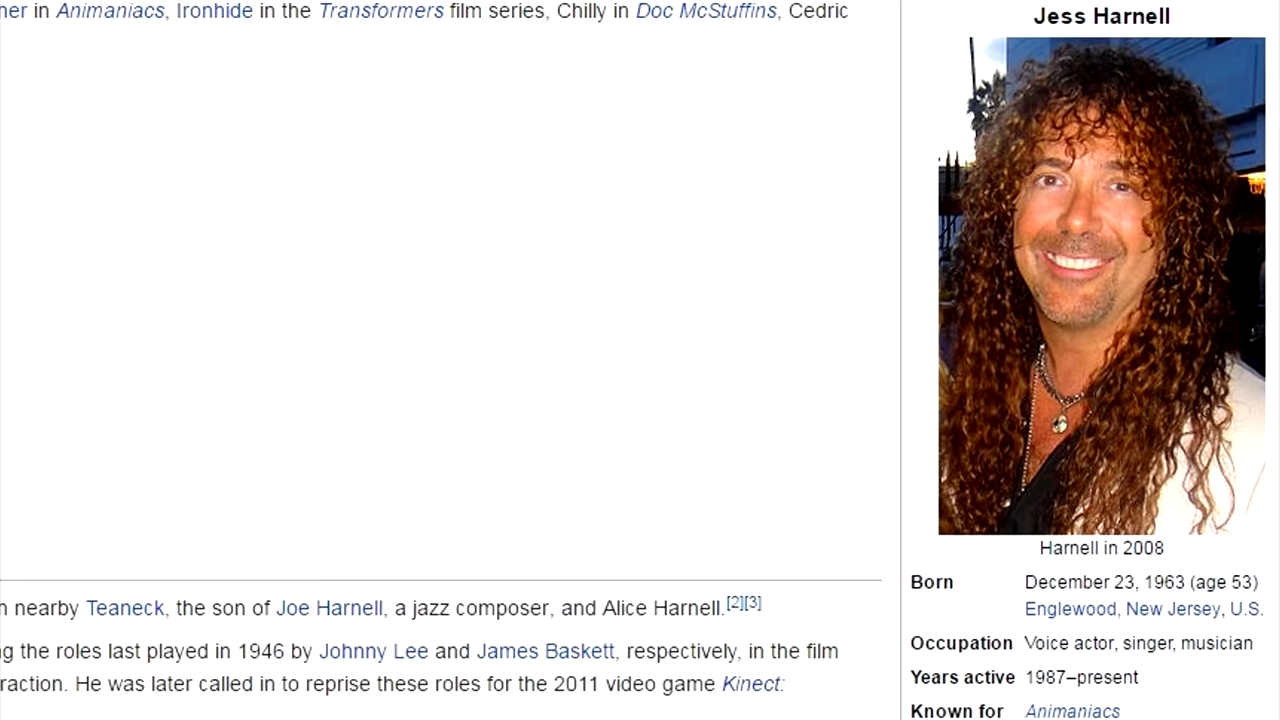 ner in Animaniacs, Ironhide in the Transformers film series, Chilly in Doc McStuffins, Cedric
n nearby Teaneck, the son of Joe Harnell, a jazz composer, and Alice Harnell.[2][3]
ng the roles last played in 1946 by Johnny Lee and James Baskett, respectively, in the film
raction. He was later called in to reprise these roles for the 2011 video game Kinect:
Jess Harnell
Harnell in 2008
Born December 23, 1963 (age 53)
Englewood, New Jersey, U.S.
Occupation Voice actor, singer, musician
Years active 1987–present
Known for Animaniacs